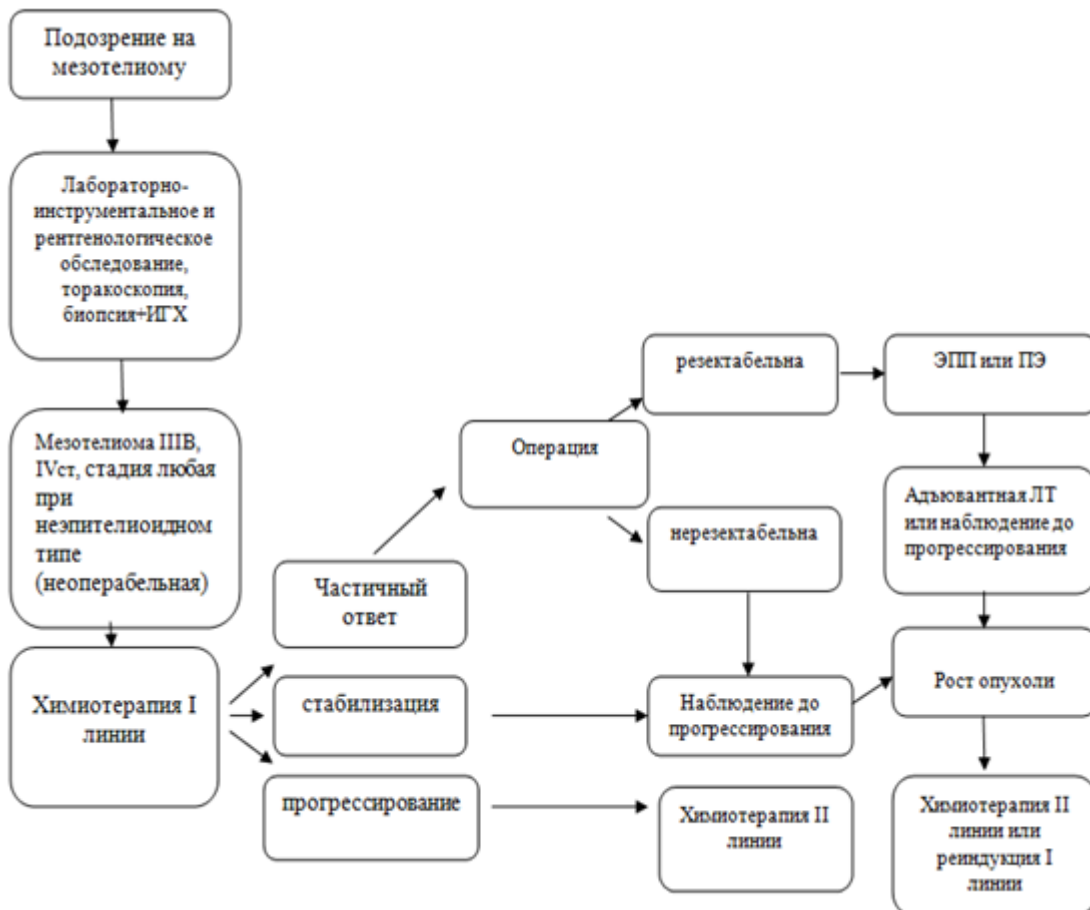 Подозрение на
мезотелиому
Лабораторно-
инструментальное и
рентгенологическое
обследование,
торакоскопия,
биопсия+ИГХ
Мезотелиома IIIB,
IVст, стадия любая
при
неэпителиоидном
типе
(неоперабельная)
Химиотерапия I
линии
Частичный
ответ
стабилизация
прогрессирование
Операция
резектабельна
нерезектабельна
Наблюдение до
прогрессирования
Химиотерапия II
линии
ЭПП или ПЭ
Адъювантная ЛТ
или наблюдение до
прогрессирования
Рост опухоли
Химиотерапия II
линии или
реиндукция I
линии